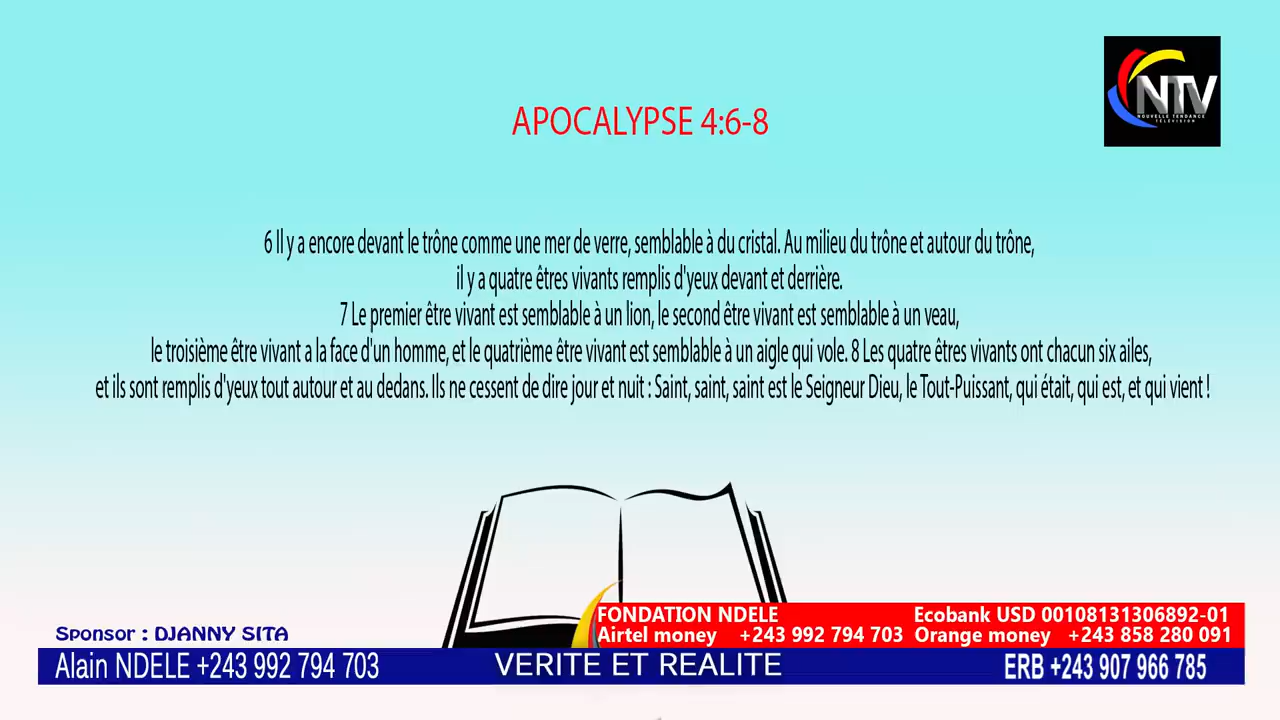 NTV
NOUVELLE TENDANCE
TÉLÉVISION
APOCALYPSE 4:6-8
6 Il y a encore devant le trône comme une mer de verre, semblable à du cristal. Au milieu du trône et autour du trône,
il y a quatre êtres vivants remplis d'yeux devant et derrière.
7 Le premier être vivant est semblable à un lion, le second être vivant est semblable à un veau,
le troisième être vivant a la face d'un homme, et le quatrième être vivant est semblable à un aigle qui vole. 8 Les quatre êtres vivants ont chacun six ailes,
et ils sont remplis d'yeux tout autour et au dedans. Ils ne cessent de dire jour et nuit : Saint, saint, saint est le Seigneur Dieu, le Tout-Puissant, qui était, qui est, et qui vient !
FONDATION NDELE Ecobank USD 00108131306892-01
Airtel money +243 992 794 703 Orange money +243 858 280 091
Sponsor : DJANNY SITA
Alain NDELE +243 992 794 703 VERITE ET REALITE ERB +243 907 966 785